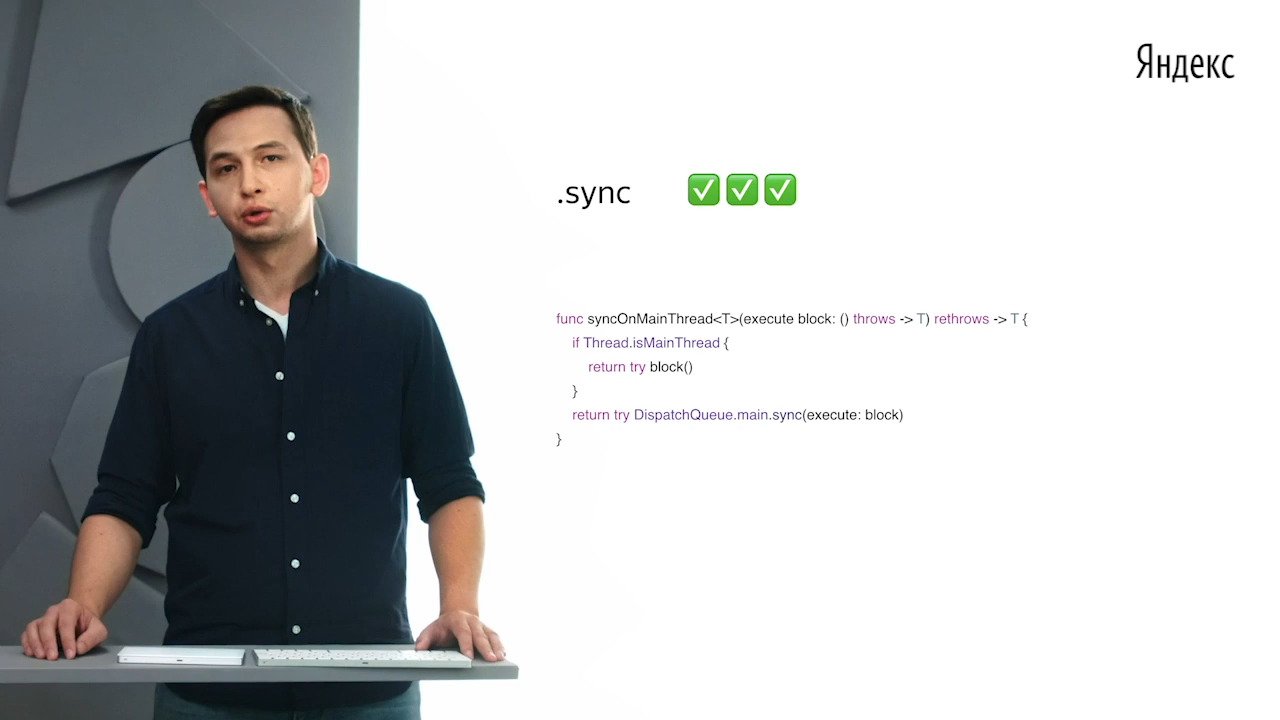 Яндекс
.sync ✅✅✅
func syncOnMainThread<T>(execute block: () throws -> T) rethrows -> T {
if Thread.isMainThread {
return try block()
}
return try DispatchQueue.main.sync(execute: block)
}